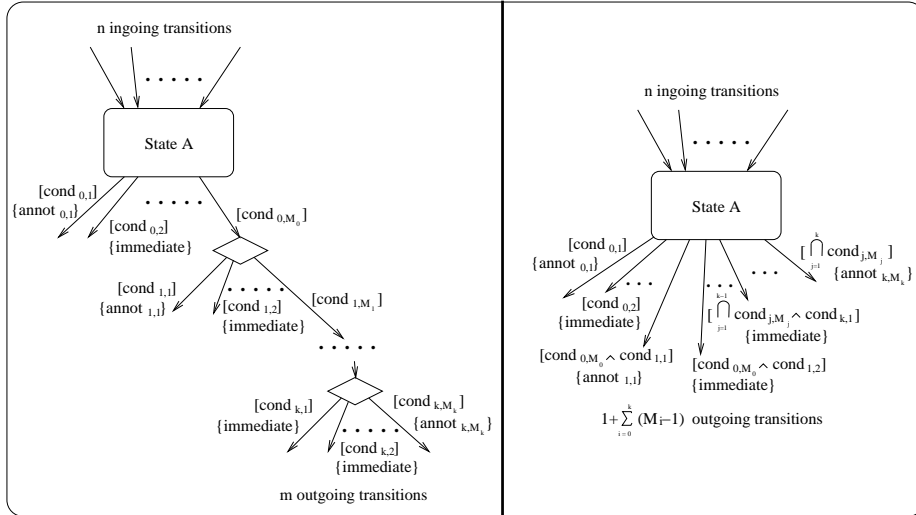 n ingoing transitions
State A
[cond 0,1]
{annot 0,1}
[cond 0,2]
{immediate}
[cond 0,M0]
[cond 1,1]
{annot 1,1}
[cond 1,2]
{immediate}
[cond 1,M1]
[cond k,1]
{immediate}
[cond k,2]
{immediate}
[cond k,Mk]
{annot k,Mk}
m outgoing transitions
n ingoing transitions
State A
[cond 0,1]
{annot 0,1}
[cond 0,2]
{immediate}
[cond 0,M0 ^ cond 1,1]
{annot 1,1}
[cond 0,M0 ^ cond 1,2]
{immediate}
[ k−1 ⋂ j=1 cond j,Mj ^ cond k,1]
{immediate}
[ k ⋂ j=1 cond j,Mj ]
{annot k,Mk}
1+ k ∑ i=0 (Mi−1) outgoing transitions